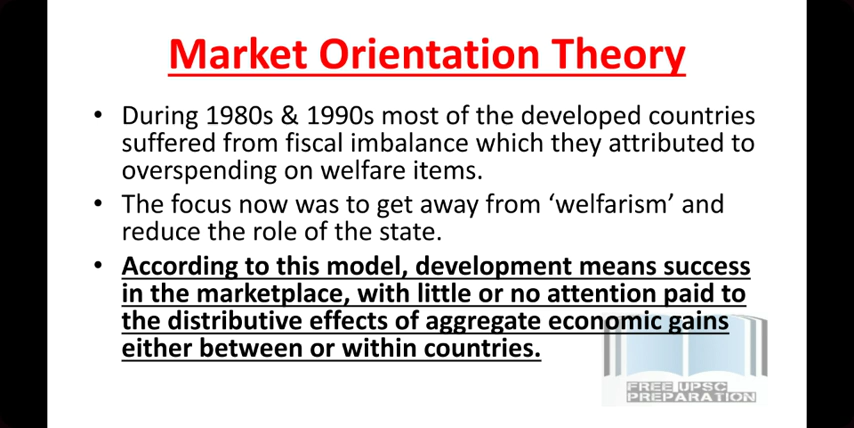 Market Orientation Theory
• During 1980s & 1990s most of the developed countries
suffered from fiscal imbalance which they attributed to
overspending on welfare items.
• The focus now was to get away from ‘welfarism’ and
reduce the role of the state.
• According to this model, development means success
in the marketplace, with little or no attention paid to
the distributive effects of aggregate economic gains
either between or within countries.
FREE UPSC
PREPARATION